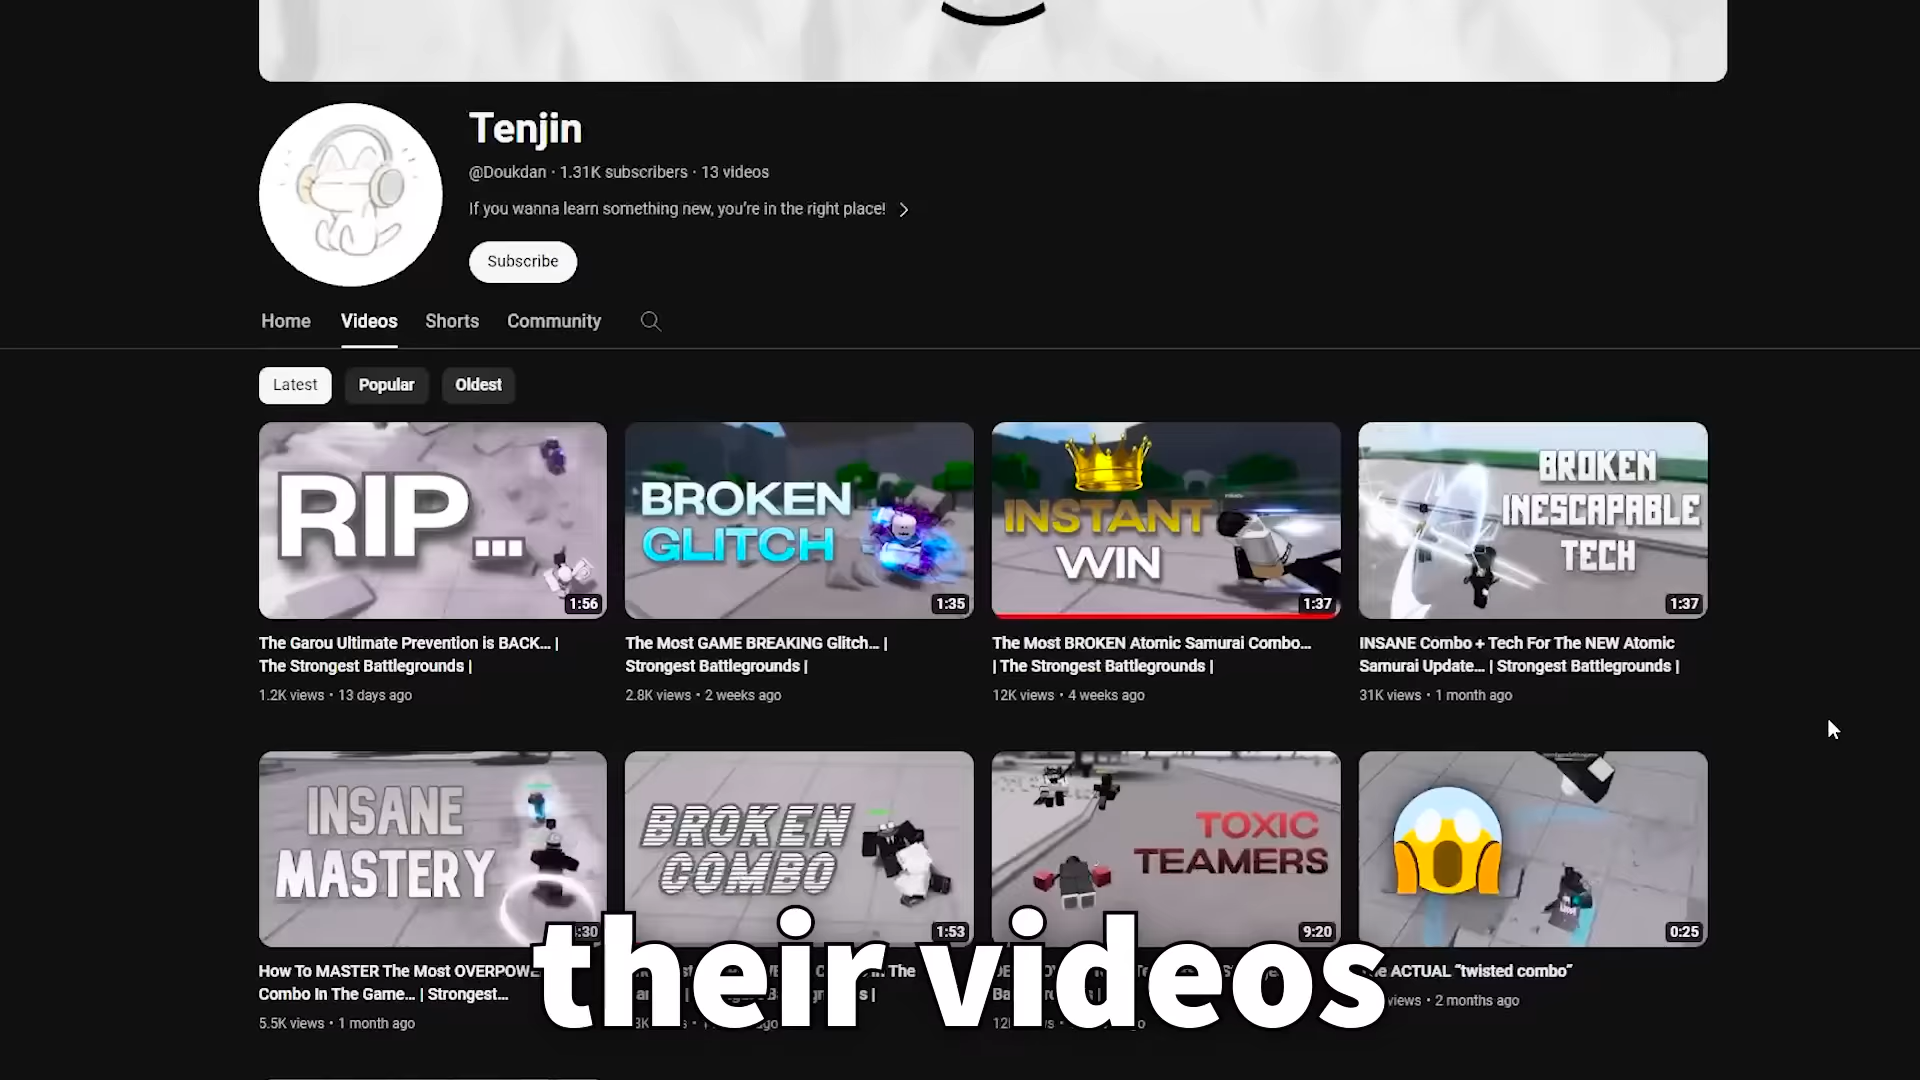 Tenjin
@Doukdan · 1.31K subscribers · 13 videos
If you wanna learn something new, you're in the right place!
Subscribe
Home
Videos
Shorts
Community
Latest
Popular
Oldest
RIP...
1:56
BROKEN
GLITCH
1:35
INSTANT
WIN
1:37
BROKEN
INESCAPABLE
TECH
1:37
The Garou Ultimate Prevention is BACK... |
The Strongest Battlegrounds |
1.2K views · 13 days ago
The Most GAME BREAKING Glitch... |
Strongest Battlegrounds |
2.8K views · 2 weeks ago
The Most BROKEN Atomic Samurai Combo...
| The Strongest Battlegrounds |
12K views · 4 weeks ago
INSANE Combo + Tech For The NEW Atomic
Samurai Update... | Strongest Battlegrounds |
31K views · 1 month ago
INSANE
MASTERY
:30
BROKEN
COMBO
1:53
TOXIC
TEAMERS
9:20
0:25
How To MASTER The Most
Combo In The Game... | Strongest...
5.5K views · 1 month ago
In The
ACTUAL "twisted combo"
views · 2 months ago
their videos